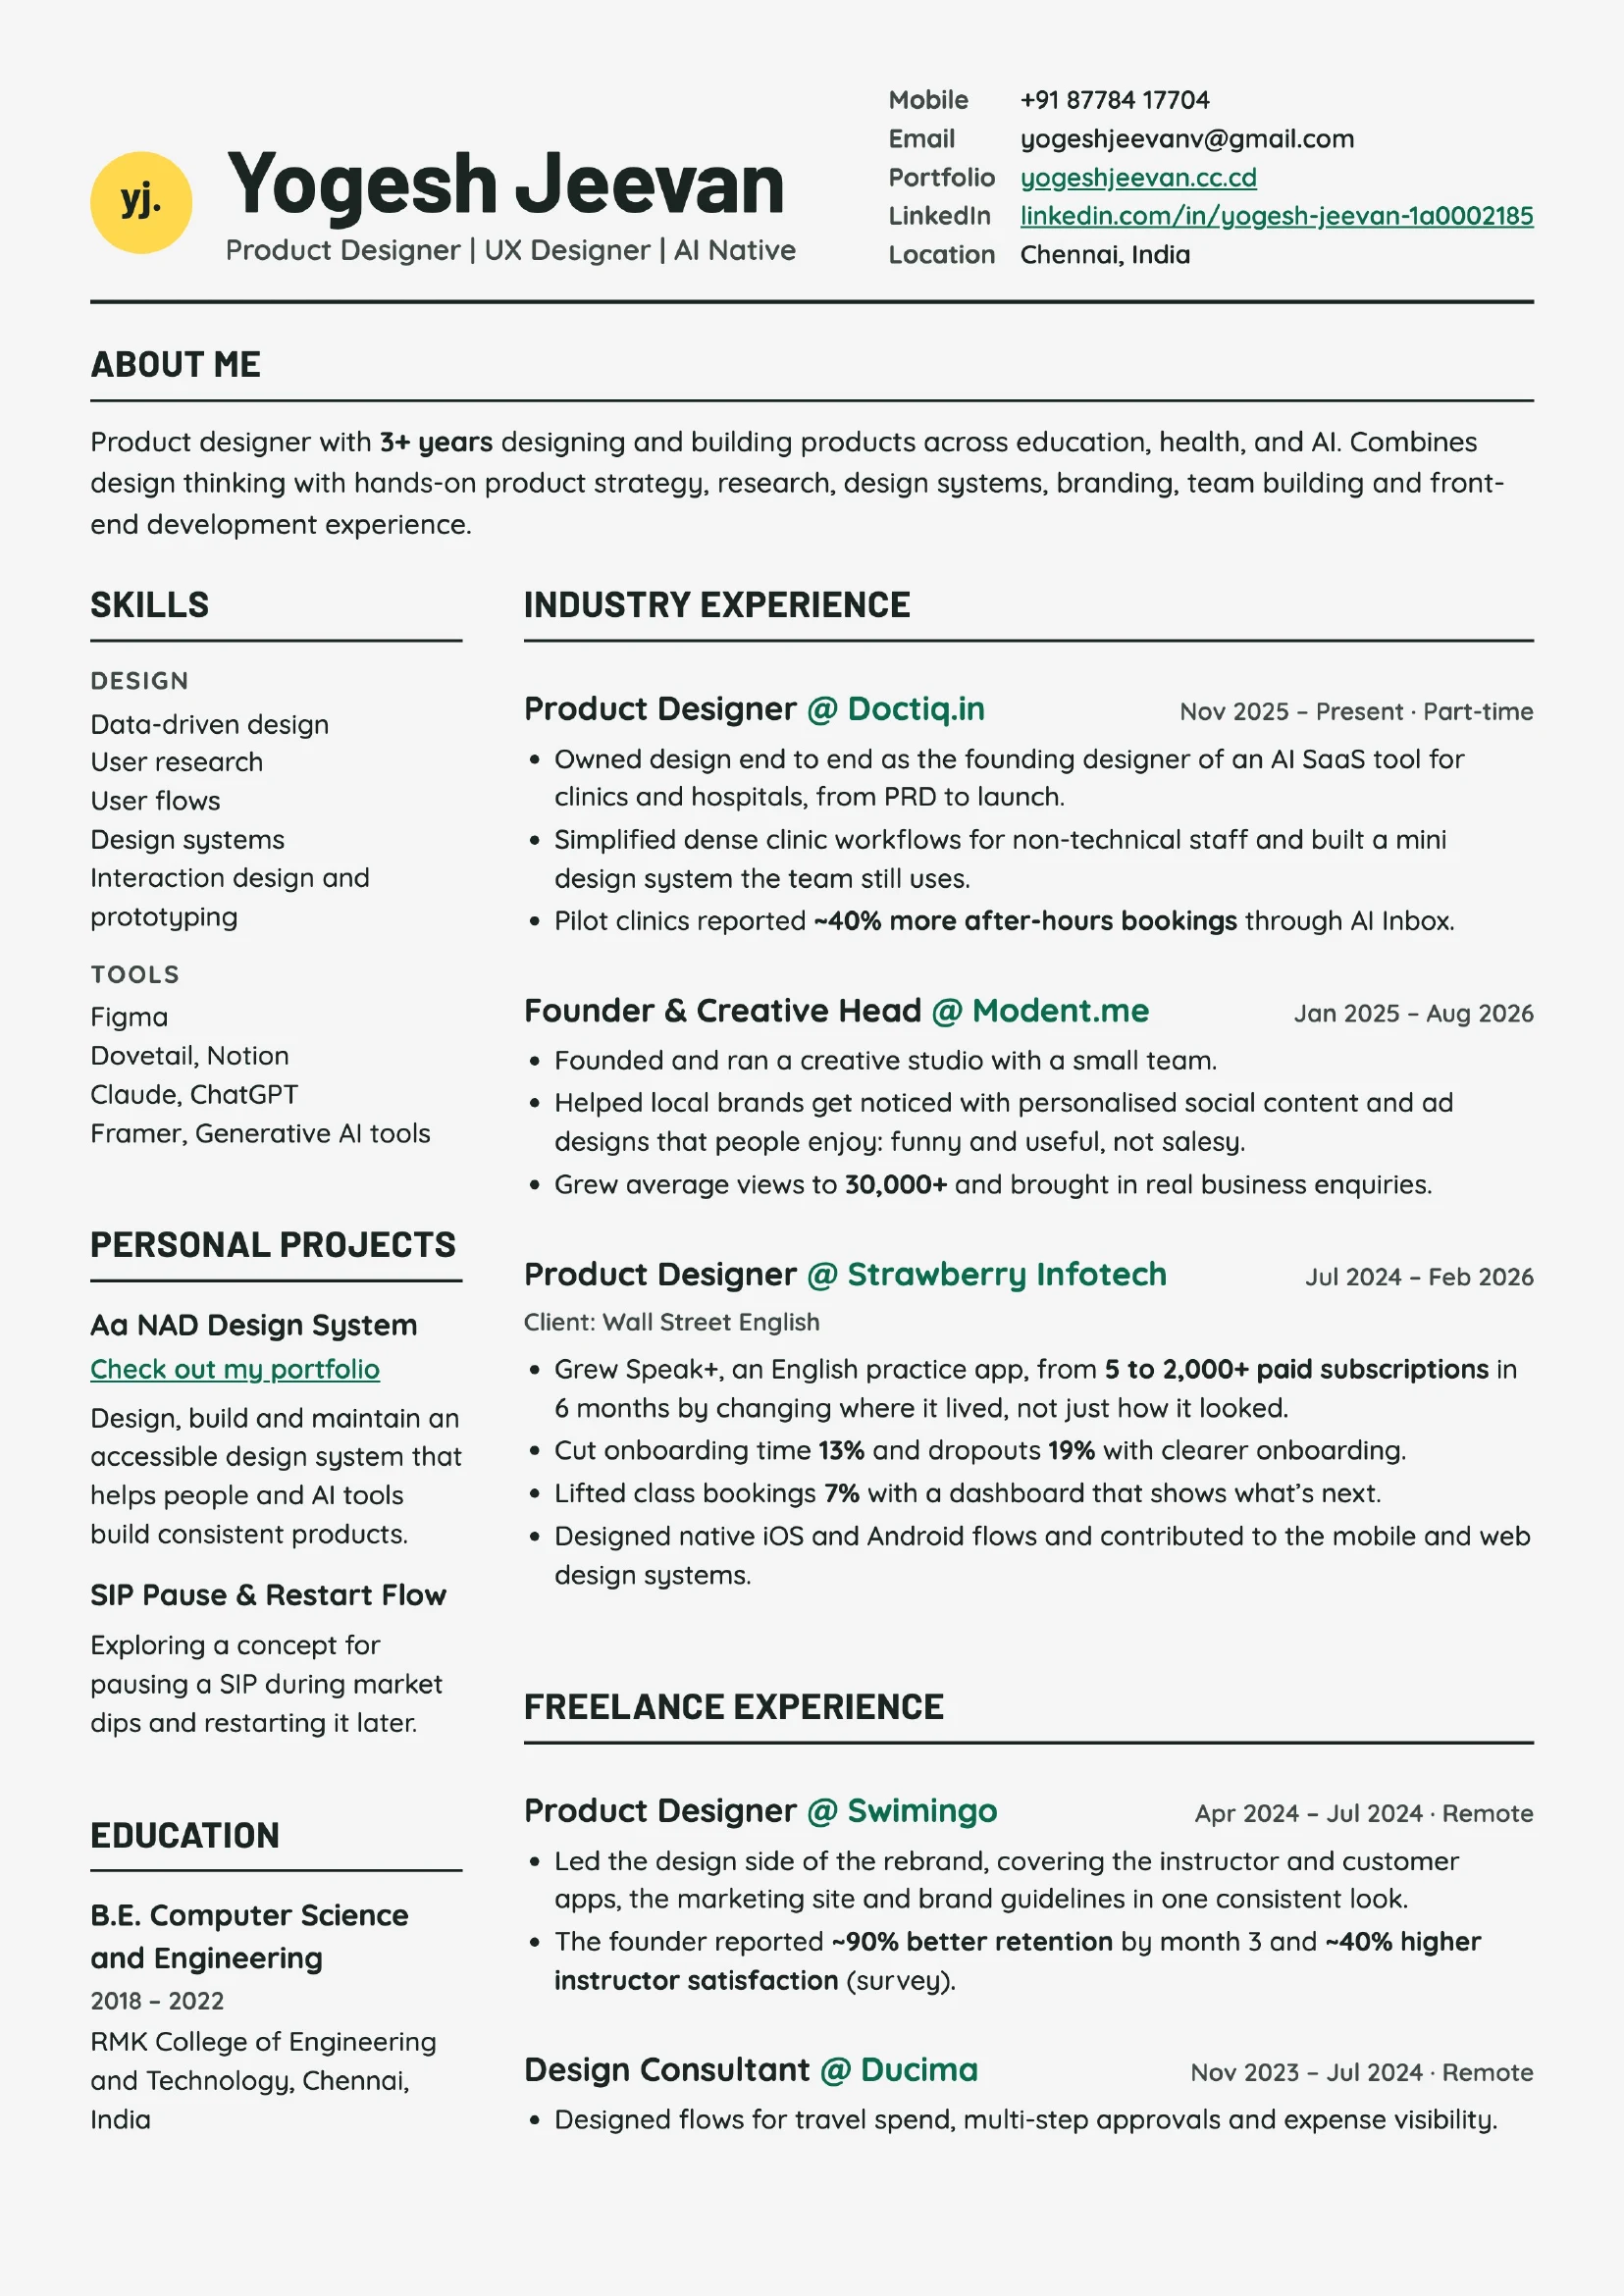 yj.
Yogesh Jeevan
Product Designer | UX Designer | AI Native
Mobile +91 87784 17704
Email yogeshjeevanv@gmail.com
Portfolio yogeshjeevan.cc.cd
LinkedIn linkedin.com/in/yogesh-jeevan-1a0002185
Location Chennai, India
ABOUT ME
Product designer with 3+ years designing and building products across education, health, and AI. Combines
design thinking with hands-on product strategy, research, design systems, branding, team building and front-
end development experience.
SKILLS
DESIGN
Data-driven design
User research
User flows
Design systems
Interaction design and
prototyping
TOOLS
Figma
Dovetail, Notion
Claude, ChatGPT
Framer, Generative AI tools
PERSONAL PROJECTS
Aa NAD Design System
Check out my portfolio
Design, build and maintain an
accessible design system that
helps people and AI tools
build consistent products.
SIP Pause & Restart Flow
Exploring a concept for
pausing a SIP during market
dips and restarting it later.
EDUCATION
B.E. Computer Science
and Engineering
2018 – 2022
RMK College of Engineering
and Technology, Chennai,
India
INDUSTRY EXPERIENCE
Product Designer @ Doctiq.in Nov 2025 – Present · Part-time
• Owned design end to end as the founding designer of an AI SaaS tool for
clinics and hospitals, from PRD to launch.
• Simplified dense clinic workflows for non-technical staff and built a mini
design system the team still uses.
• Pilot clinics reported ~40% more after-hours bookings through AI Inbox.
Founder & Creative Head @ Modent.me Jan 2025 – Aug 2026
• Founded and ran a creative studio with a small team.
• Helped local brands get noticed with personalised social content and ad
designs that people enjoy: funny and useful, not salesy.
• Grew average views to 30,000+ and brought in real business enquiries.
Product Designer @ Strawberry Infotech Jul 2024 – Feb 2026
Client: Wall Street English
• Grew Speak+, an English practice app, from 5 to 2,000+ paid subscriptions in
6 months by changing where it lived, not just how it looked.
• Cut onboarding time 13% and dropouts 19% with clearer onboarding.
• Lifted class bookings 7% with a dashboard that shows what’s next.
• Designed native iOS and Android flows and contributed to the mobile and web
design systems.
FREELANCE EXPERIENCE
Product Designer @ Swimingo Apr 2024 – Jul 2024 · Remote
• Led the design side of the rebrand, covering the instructor and customer
apps, the marketing site and brand guidelines in one consistent look.
• The founder reported ~90% better retention by month 3 and ~40% higher
instructor satisfaction (survey).
Design Consultant @ Ducima Nov 2023 – Jul 2024 · Remote
• Designed flows for travel spend, multi-step approvals and expense visibility.